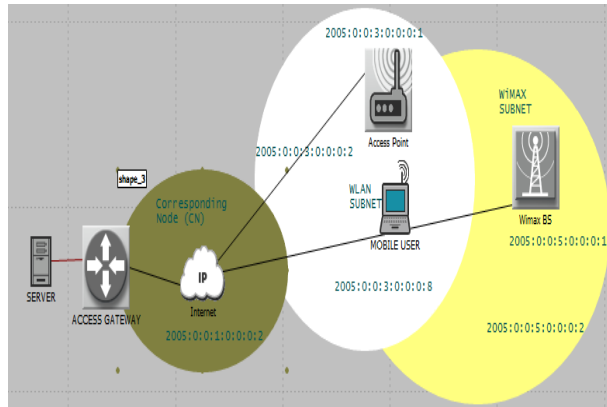 2005:0:0:3:0:0:0:1
WiMAX
SUBNET
Access Point
2005:0:0:3:0:0:0:2
shape_3
WLAN
SUBNET
Corresponding
Node (CN)
Wimax BS
MOBILE USER
2005:0:0:5:0:0:0:1
IP
SERVER
ACCESS GATEWAY
Internet
2005:0:0:3:0:0:0:8
2005:0:0:1:0:0:0:2
2005:0:0:5:0:0:0:2